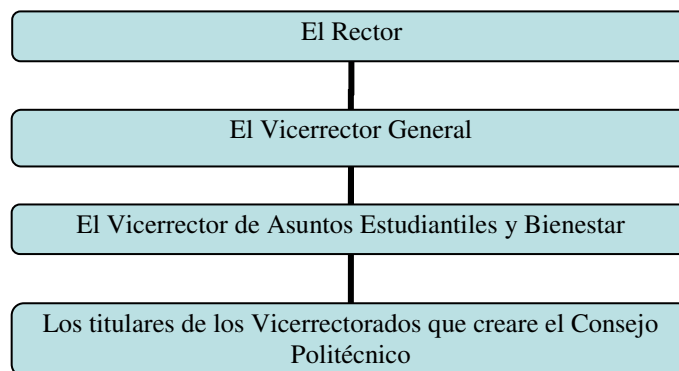 El Rector
El Vicerrector General
El Vicerrector de Asuntos Estudiantiles y Bienestar
Los titulares de los Vicerrectorados que creare el Consejo
Politécnico